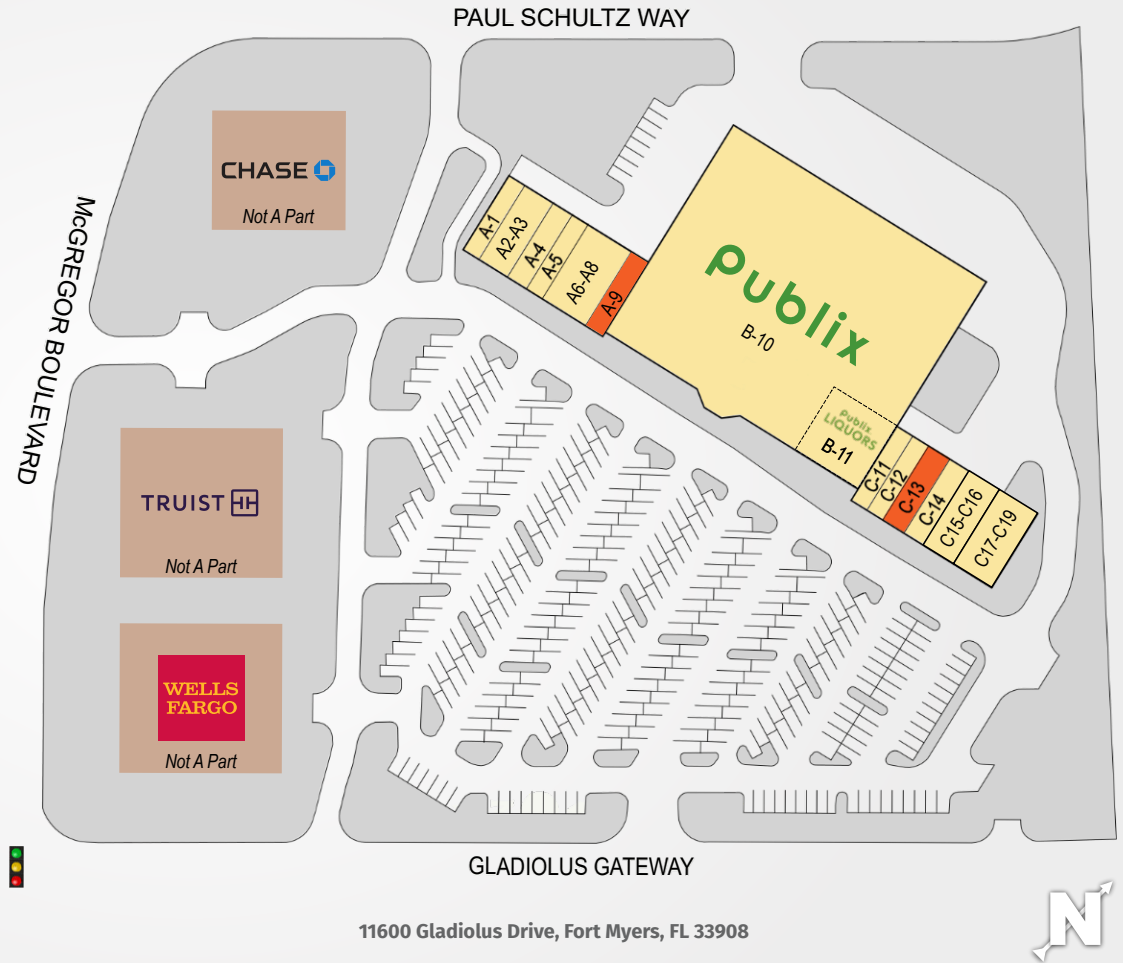 PAUL SCHULTZ WAY
CHASE
Not A Part
McGREGOR BOULEVARD
A-1
A2-A3
A-4
A-5
A6-A8
A-9
Publix
B-10
Publix
LIQUORS
B-11
C-11
C-12
C-13
C-14
C15-C16
C17-C19
TRUIST
Not A Part
WELLS
FARGO
Not A Part
GLADIOLUS GATEWAY
11600 Gladiolus Drive, Fort Myers, FL 33908
N